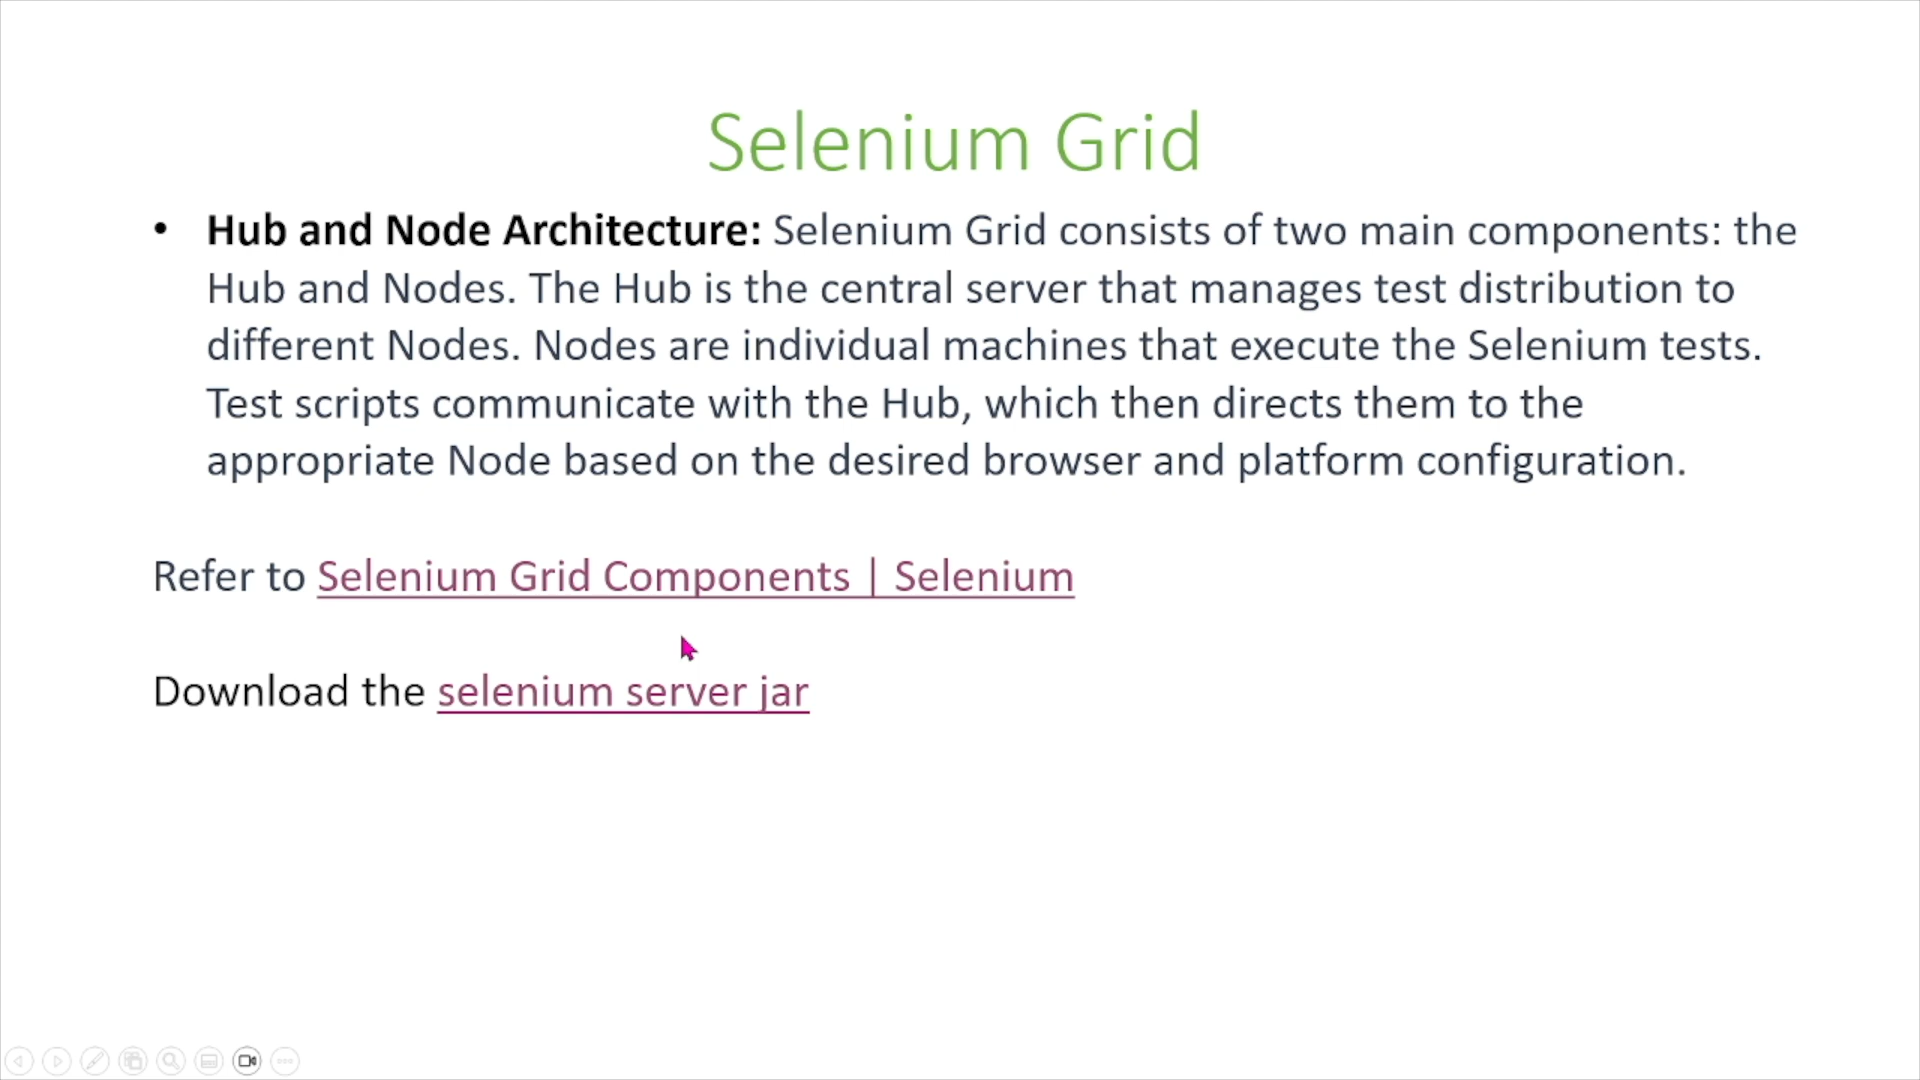 Selenium Grid
• Hub and Node Architecture: Selenium Grid consists of two main components: the
Hub and Nodes. The Hub is the central server that manages test distribution to
different Nodes. Nodes are individual machines that execute the Selenium tests.
Test scripts communicate with the Hub, which then directs them to the
appropriate Node based on the desired browser and platform configuration.
Refer to Selenium Grid Components | Selenium
Download the selenium server jar